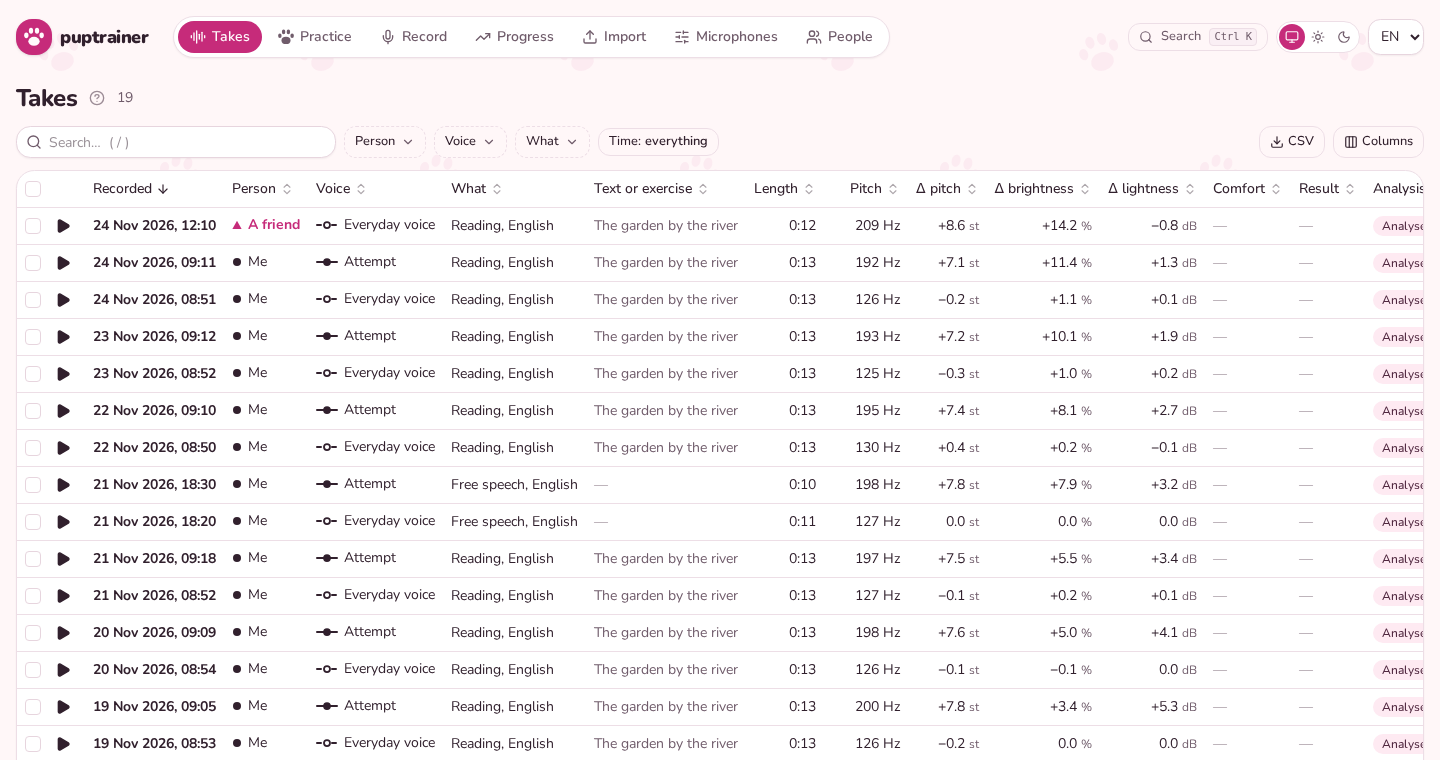 puptrainer Takes Practice Record Progress Import Microphones People Search Ctrl K EN
Takes 19
Search... ( / ) Person Voice What Time: everything CSV Columns
Recorded Person Voice What Text or exercise Length Pitch Δ pitch Δ brightness Δ lightness Comfort Result Analysis
24 Nov 2026, 12:10 A friend Everyday voice Reading, English The garden by the river 0:12 209 Hz +8.6 st +14.2 % −0.8 dB — — Analyse
24 Nov 2026, 09:11 Me Attempt Reading, English The garden by the river 0:13 192 Hz +7.1 st +11.4 % +1.3 dB — — Analyse
24 Nov 2026, 08:51 Me Everyday voice Reading, English The garden by the river 0:13 126 Hz −0.2 st +1.1 % +0.1 dB — — Analyse
23 Nov 2026, 09:12 Me Attempt Reading, English The garden by the river 0:13 193 Hz +7.2 st +10.1 % +1.9 dB — — Analyse
23 Nov 2026, 08:52 Me Everyday voice Reading, English The garden by the river 0:13 125 Hz −0.3 st +1.0 % +0.2 dB — — Analyse
22 Nov 2026, 09:10 Me Attempt Reading, English The garden by the river 0:13 195 Hz +7.4 st +8.1 % +2.7 dB — — Analyse
22 Nov 2026, 08:50 Me Everyday voice Reading, English The garden by the river 0:13 130 Hz +0.4 st +0.2 % −0.1 dB — — Analyse
21 Nov 2026, 18:30 Me Attempt Free speech, English — 0:10 198 Hz +7.8 st +7.9 % +3.2 dB — — Analyse
21 Nov 2026, 18:20 Me Everyday voice Free speech, English — 0:11 127 Hz 0.0 st 0.0 % 0.0 dB — — Analyse
21 Nov 2026, 09:18 Me Attempt Reading, English The garden by the river 0:13 197 Hz +7.5 st +5.5 % +3.4 dB — — Analyse
21 Nov 2026, 08:52 Me Everyday voice Reading, English The garden by the river 0:13 127 Hz −0.1 st +0.2 % +0.1 dB — — Analyse
20 Nov 2026, 09:09 Me Attempt Reading, English The garden by the river 0:13 198 Hz +7.6 st +5.0 % +4.1 dB — — Analyse
20 Nov 2026, 08:54 Me Everyday voice Reading, English The garden by the river 0:13 126 Hz −0.1 st −0.1 % 0.0 dB — — Analyse
19 Nov 2026, 09:05 Me Attempt Reading, English The garden by the river 0:13 200 Hz +7.8 st +3.4 % +5.3 dB — — Analyse
19 Nov 2026, 08:53 Me Everyday voice Reading, English The garden by the river 0:13 126 Hz −0.2 st 0.0 % 0.0 dB — — Analyse